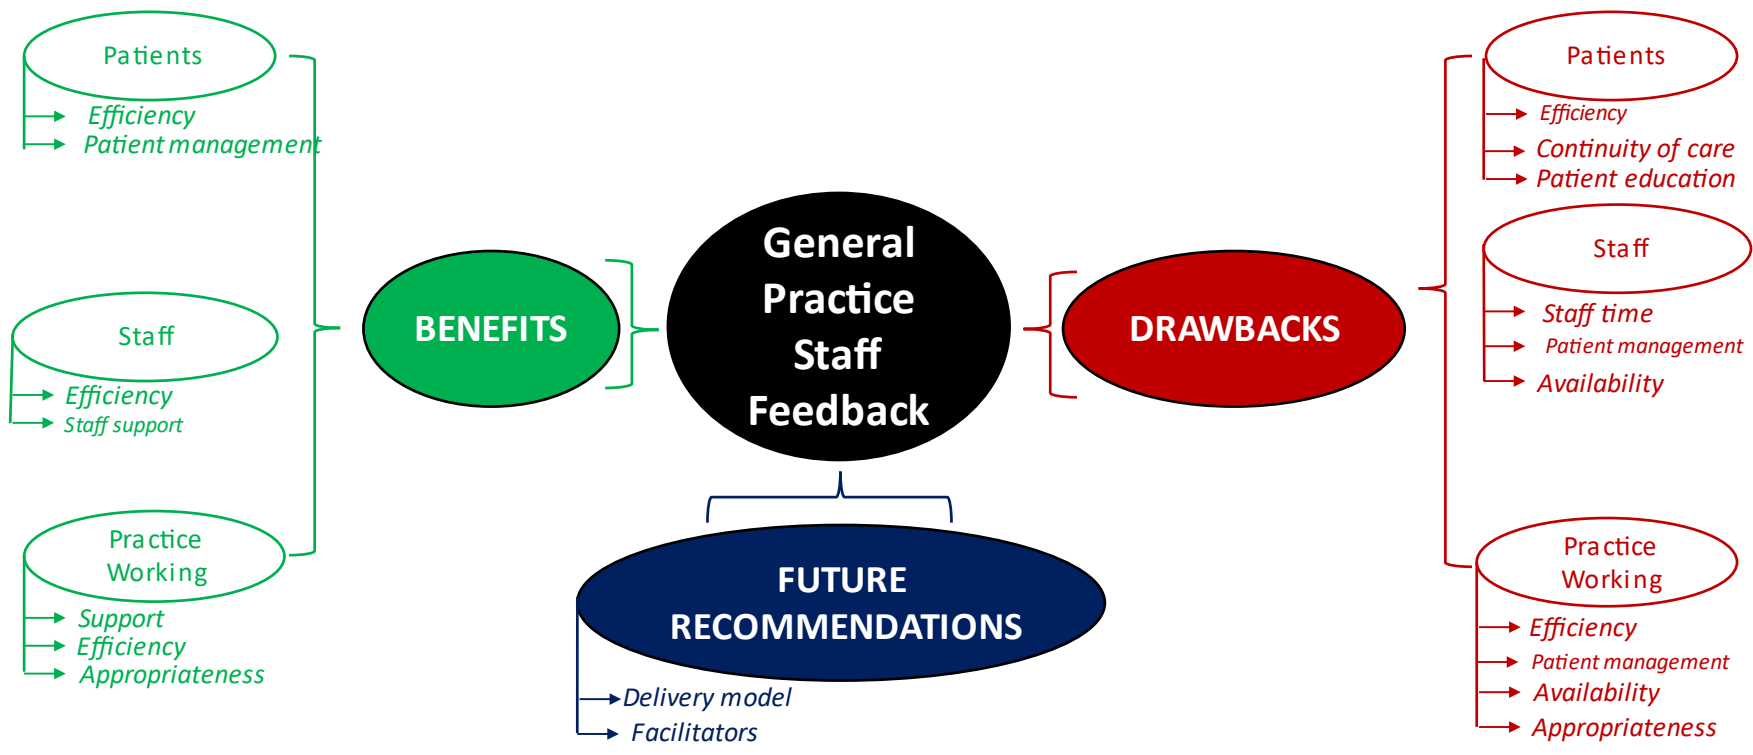 Patients
Efficiency
Patient management
Staff
Efficiency
Staff support
Practice
Working
Support
Efficiency
Appropriateness
BENEFITS
General
Practice
Staff
Feedback
FUTURE
RECOMMENDATIONS
Delivery model
Facilitators
DRAWBACKS
Patients
Efficiency
Continuity of care
Patient education
Staff
Staff time
Patient management
Availability
Practice
Working
Efficiency
Patient management
Availability
Appropriateness